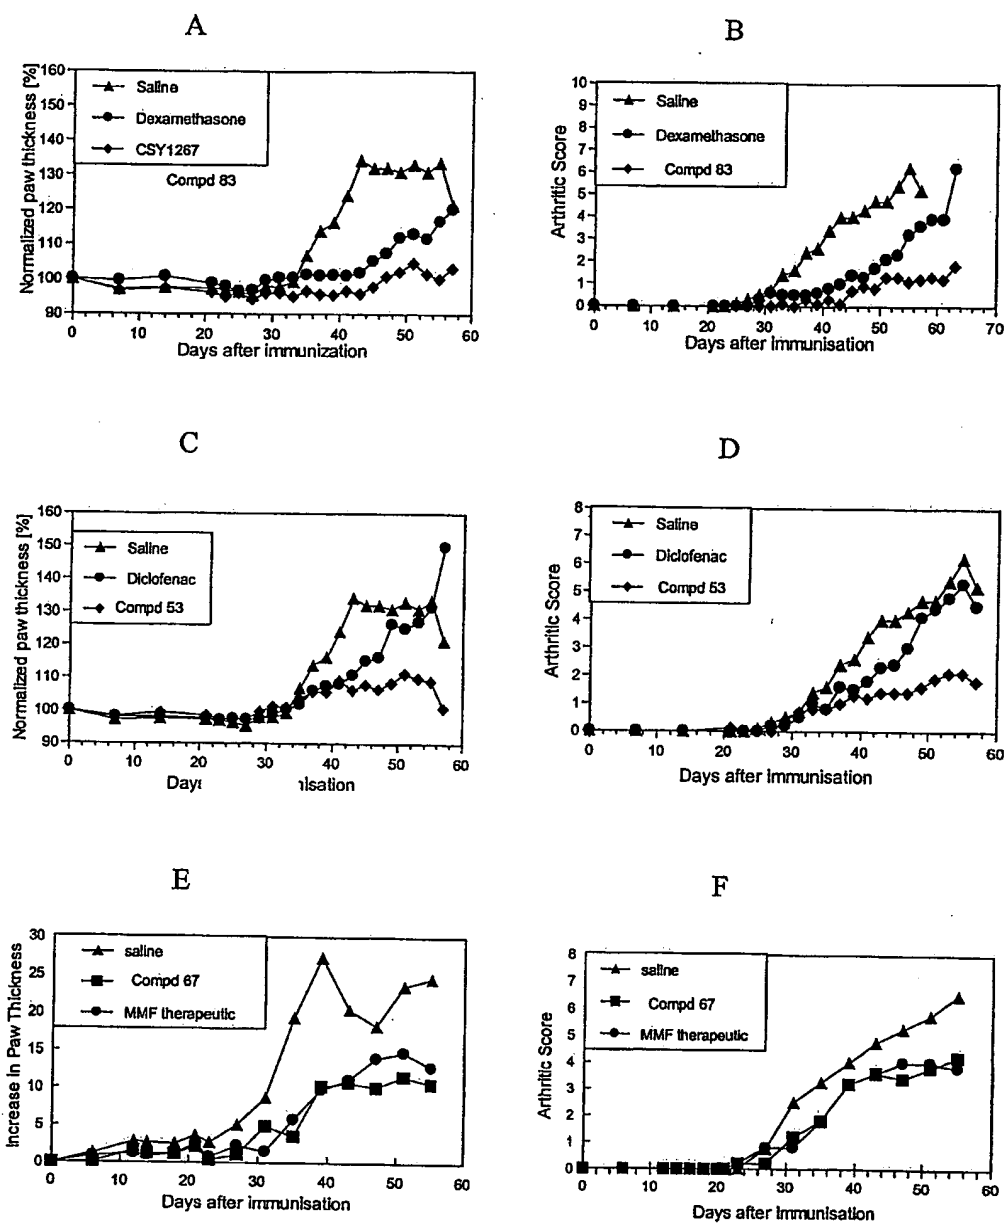 A
Normalized paw thickness [%]
160
150
140
130
120
110
100
90
80
Saline
Dexamethasone
CSY1267
Compd 83
0 10 20 30 40 50 60
Days after immunization
B
Arthritic Score
10
9
8
7
6
5
4
3
2
1
0
Saline
Dexamethasone
Compd 83
0 10 20 30 40 50 60 70
Days after immunisation
C
Normalized paw thickness [%]
160
150
140
130
120
110
100
90
Saline
Diclofenac
Compd 53
0 10 20 30 40 50 60
Days nisation
D
Arthritic Score
8
7
6
5
4
3
2
1
0
Saline
Diclofenac
Compd 53
0 10 20 30 40 50 60
Days after immunisation
E
Increase in Paw Thickness
30
25
20
15
10
5
0
saline
Compd 67
MMF therapeutic
0 10 20 30 40 50 60
Days after immunisation
F
Arthritic Score
8
7
6
5
4
3
2
1
0
saline
Compd 67
MMF therapeutic
0 10 20 30 40 50 60
Days after immunisation